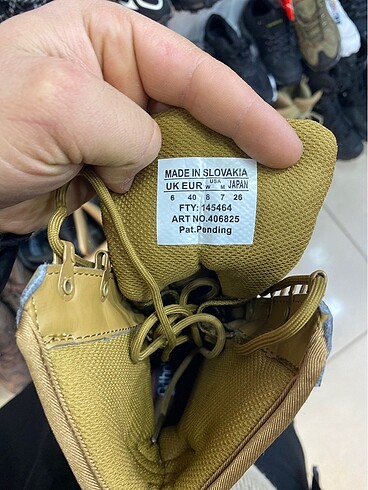 MADE IN SLOVAKIA
UK EUR USA W M JAPAN
6 40 8 7 26
FTY: 145464
ART NO.406825
Pat.Pending